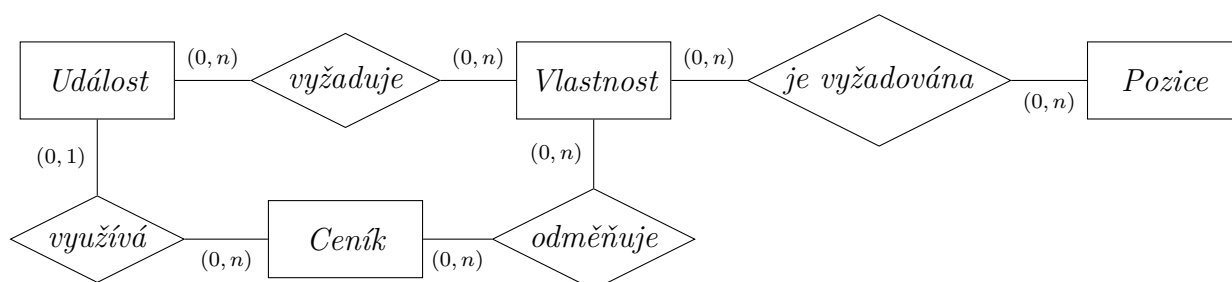 (0, n) (0, n) (0, n)
Událost vyžaduje Vlastnost je vyžadována Pozice
(0, n)
(0, 1) (0, n)
využívá Ceník odměňuje
(0, n) (0, n)